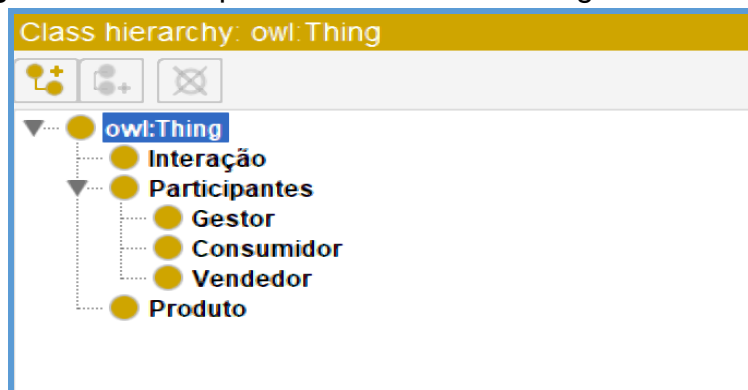 Class hierarchy: owl:Thing
owl:Thing
Interação
Participantes
Gestor
Consumidor
Vendedor
Produto